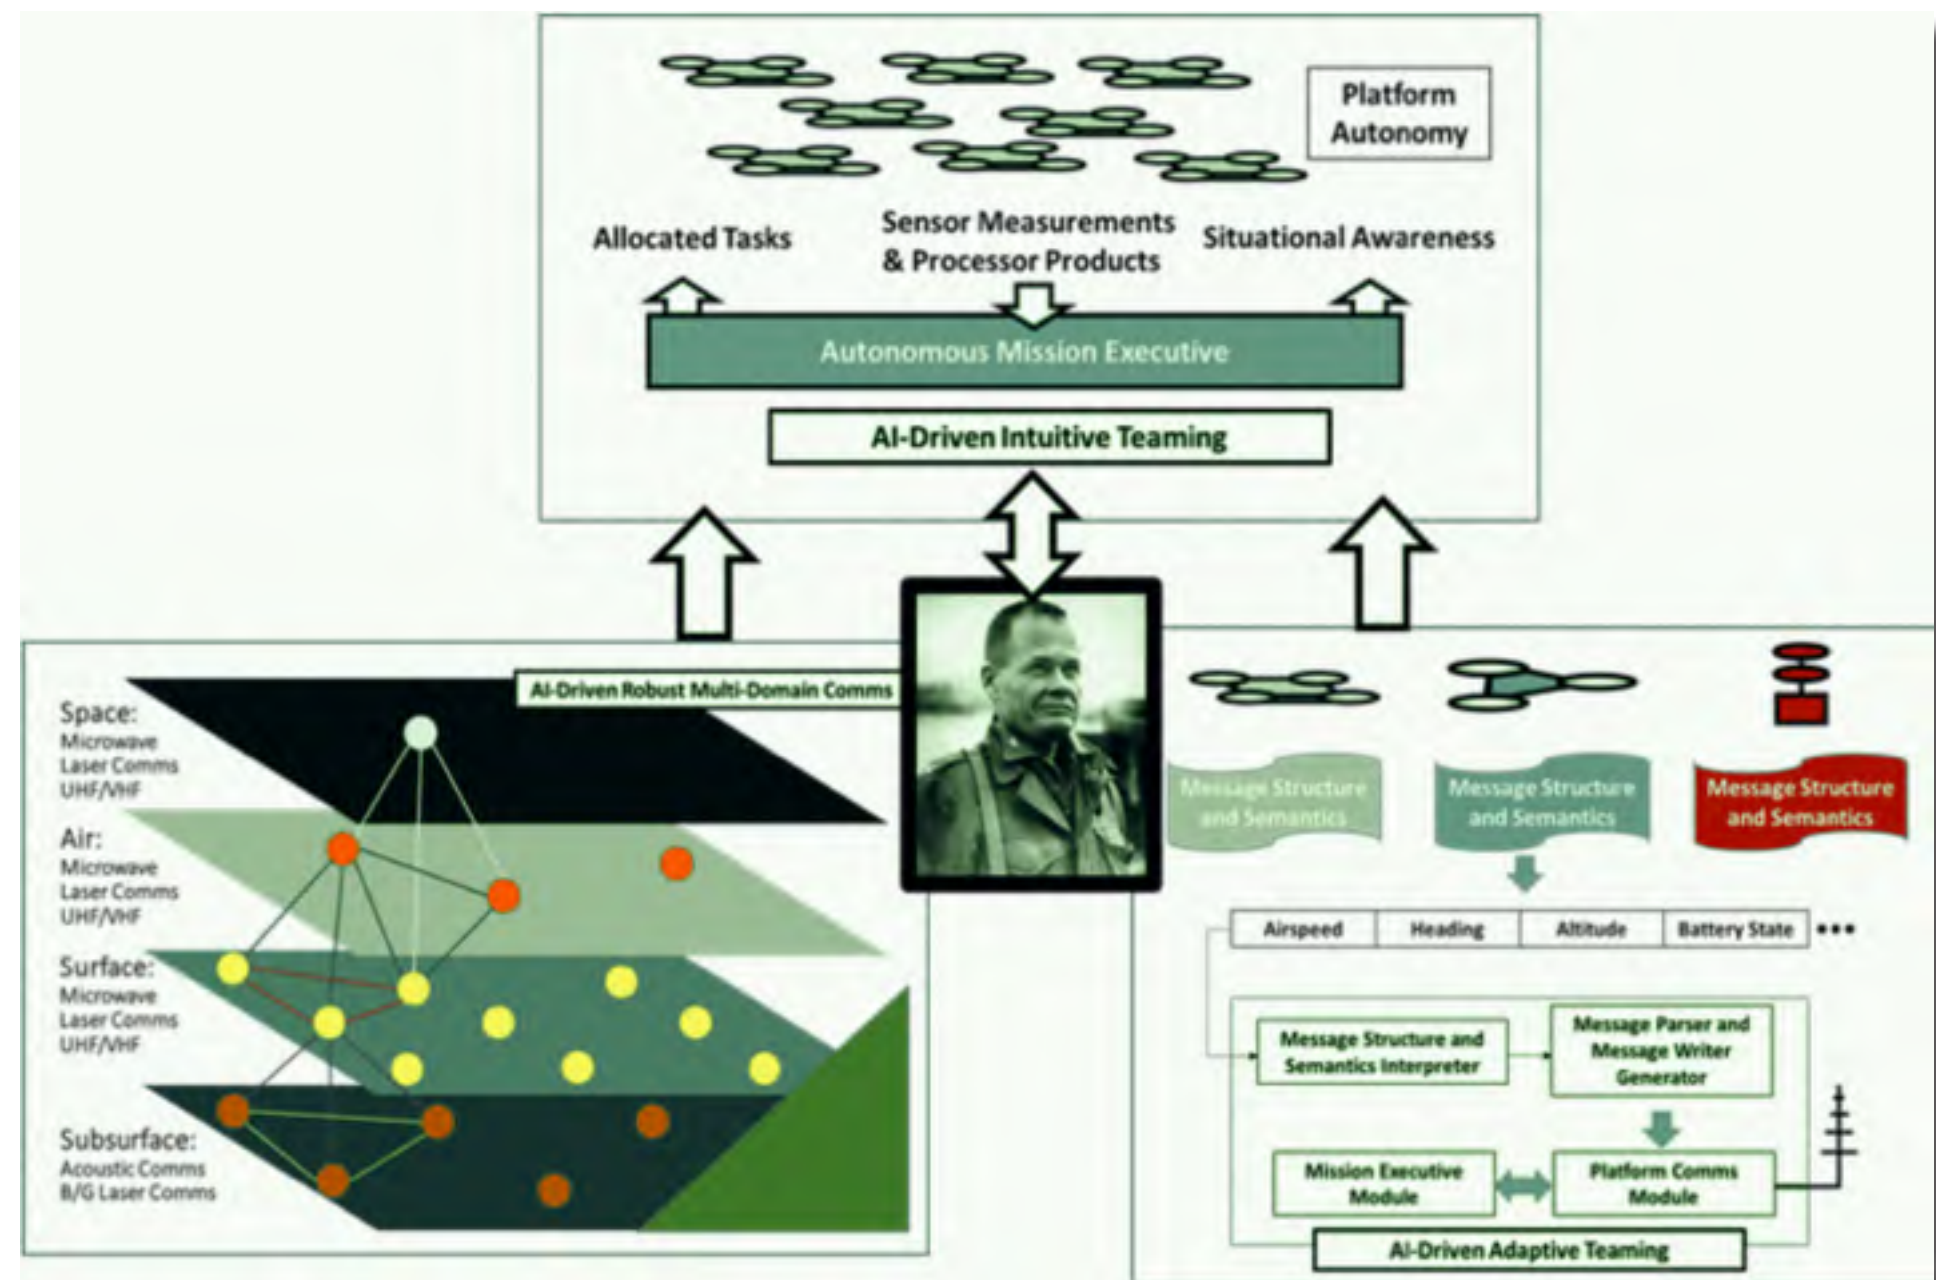 Platform
Autonomy
Allocated Tasks
Sensor Measurements
& Processor Products
Situational Awareness
Autonomous Mission Executive
AI-Driven Intuitive Teaming
AI-Driven Robust Multi-Domain Comms
Space:
Microwave
Laser Comms
UHF/VHF
Air:
Microwave
Laser Comms
UHF/VHF
Surface:
Microwave
Laser Comms
UHF/VHF
Subsurface:
Acoustic Comms
B/G Laser Comms
Message Structure
and Semantics
Message Structure
and Semantics
Message Structure
and Semantics
Airspeed
Heading
Altitude
Battery State
•••
Message Structure and
Semantics Interpreter
Message Parser and
Message Writer
Generator
Mission Executive
Module
Platform Comms
Module
AI-Driven Adaptive Teaming